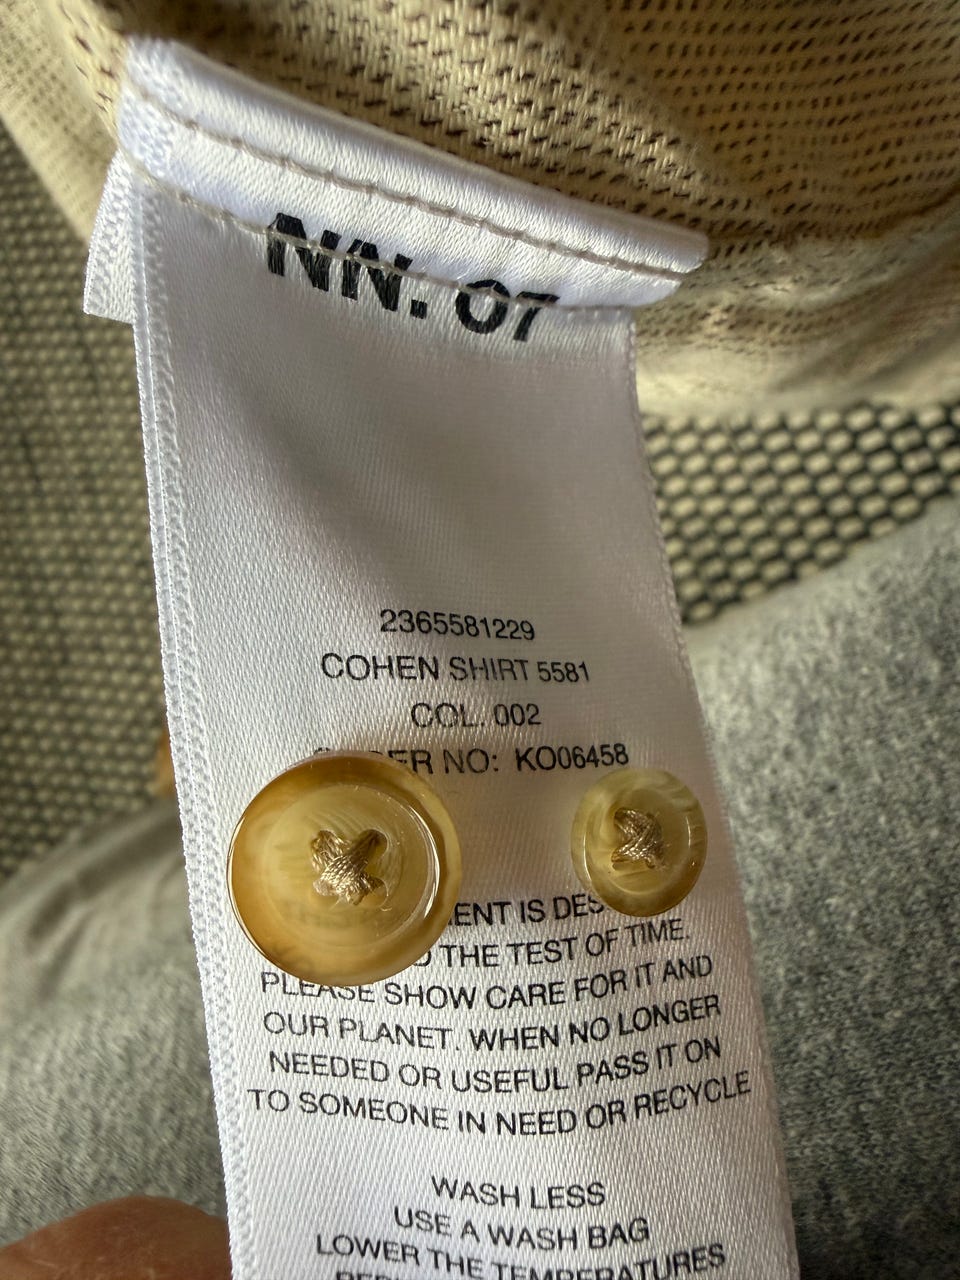 NN. 07
2365581229
COHEN SHIRT 5581
COL. 002
NO: KO06458
IS
THE TEST OF TIME.
PLEASE SHOW CARE FOR IT AND
OUR PLANET. WHEN NO LONGER
NEEDED OR USEFUL PASS IT ON
TO SOMEONE IN NEED OR RECYCLE
WASH LESS
USE A WASH BAG
LOWER THE TEMPERATURES